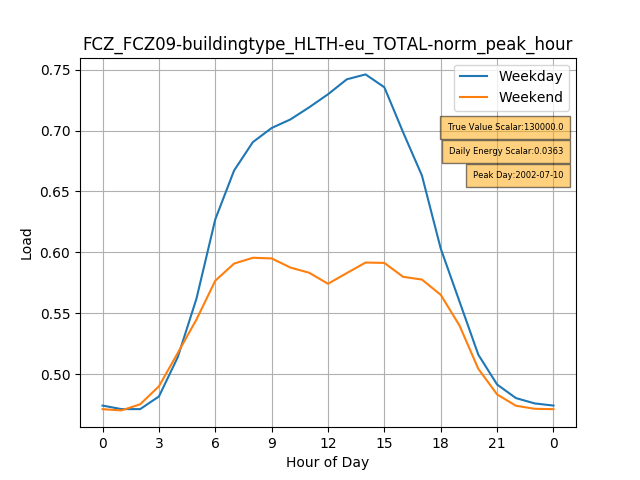 FCZ_FCZ09-buildingtype_HLTH-eu_TOTAL-norm_peak_hour
0.75
0.70
0.65
0.60
0.55
0.50
Load
Weekday
Weekend
True Value Scalar:130000.0
Daily Energy Scalar:0.0363
Peak Day:2002-07-10
0 3 6 9 12 15 18 21 0
Hour of Day